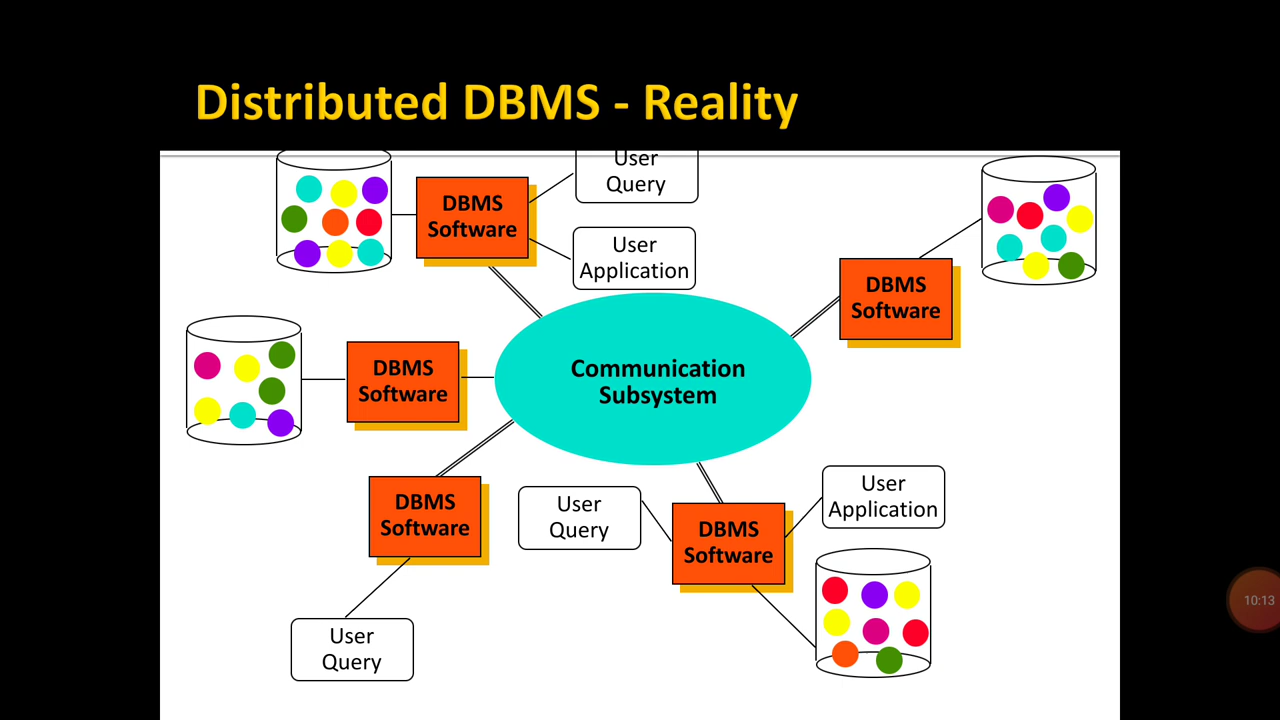 Distributed DBMS - Reality
User
Query
DBMS
Software
User
Application
DBMS
Software
Communication
Subsystem
DBMS
Software
DBMS
Software
User
Query
DBMS
Software
User
Application
User
Query
10:13